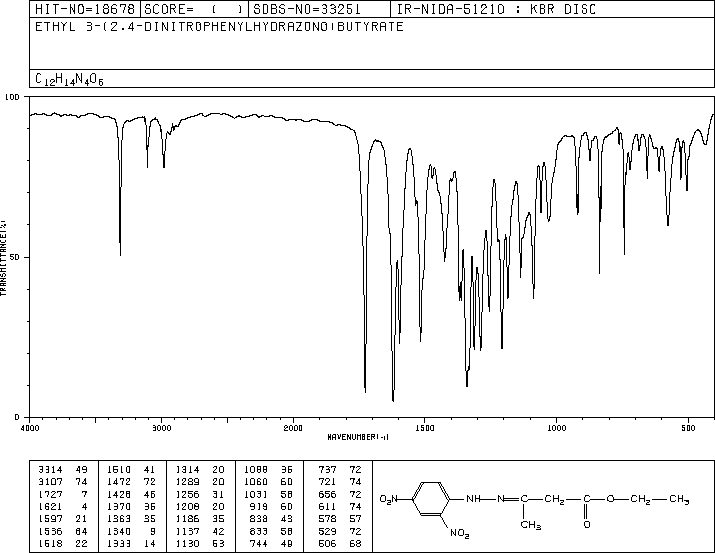 HIT-NO=18678 SCORE= ( ) SDBS-NO=33251 IR-NIDA-51210 : KBR DISC
ETHYL 3-(2,4-DINITROPHENYLHYDRAZONO)BUTYRATE
C12H14N4O6
100
50
0
TRANSMITTANCE(%)
4000 3000 2000 1500 1000 500
WAVENUMBER(-1)
3314 49 1510 41 1314 20 1088 36 737 72
3107 74 1472 72 1289 20 1060 60 721 74
1727 7 1428 46 1256 31 1031 58 656 72
1621 4 1370 36 1208 20 919 60 611 74
1597 21 1363 35 1186 35 838 43 578 57
1536 64 1340 9 1137 42 833 58 529 72
1518 22 1333 14 1130 53 744 49 506 68
O2N NH N C CH2 C O CH2 CH3
NO2 CH3 O